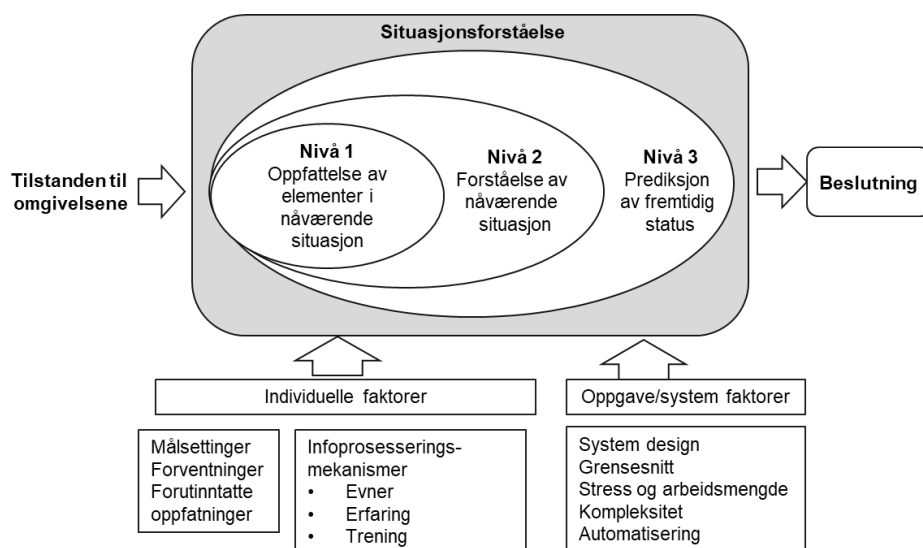 Situasjonsforståelse
Tilstanden til
omgivelsene
Nivå 1
Oppfattelse av
elementer i
nåværende
situasjon
Nivå 2
Forståelse av
nåværende
situasjon
Nivå 3
Prediksjon
av fremtidig
status
Beslutning
Individuelle faktorer
Målsettinger
Forventninger
Forutinntatte
oppfatninger
Infoprosesserings-
mekanismer
• Evner
• Erfaring
• Trening
Oppgave/system faktorer
System design
Grensesnitt
Stress og arbeidsmengde
Kompleksitet
Automatisering